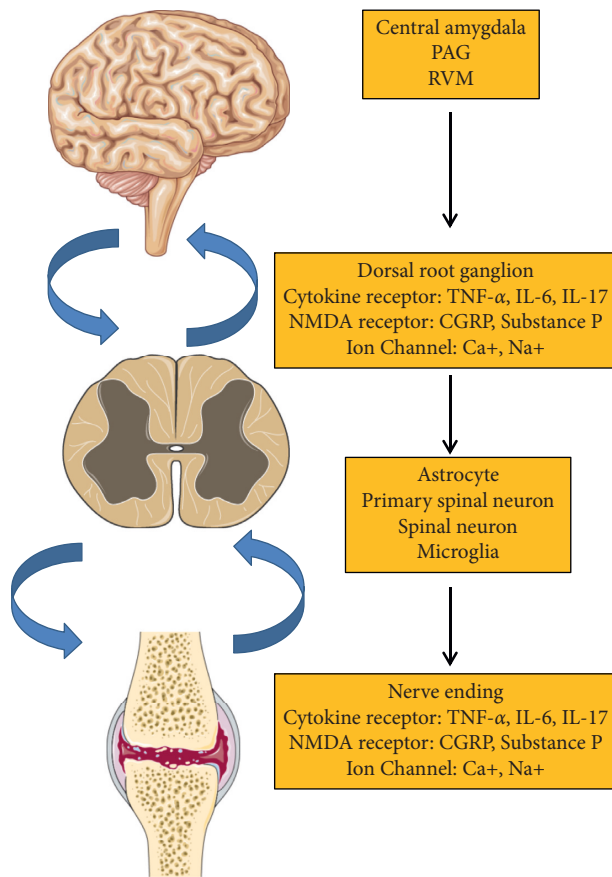 Central amygdala
PAG
RVM
Dorsal root ganglion
Cytokine receptor: TNF-α, IL-6, IL-17
NMDA receptor: CGRP, Substance P
Ion Channel: Ca+, Na+
Astrocyte
Primary spinal neuron
Spinal neuron
Microglia
Nerve ending
Cytokine receptor: TNF-α, IL-6, IL-17
NMDA receptor: CGRP, Substance P
Ion Channel: Ca+, Na+